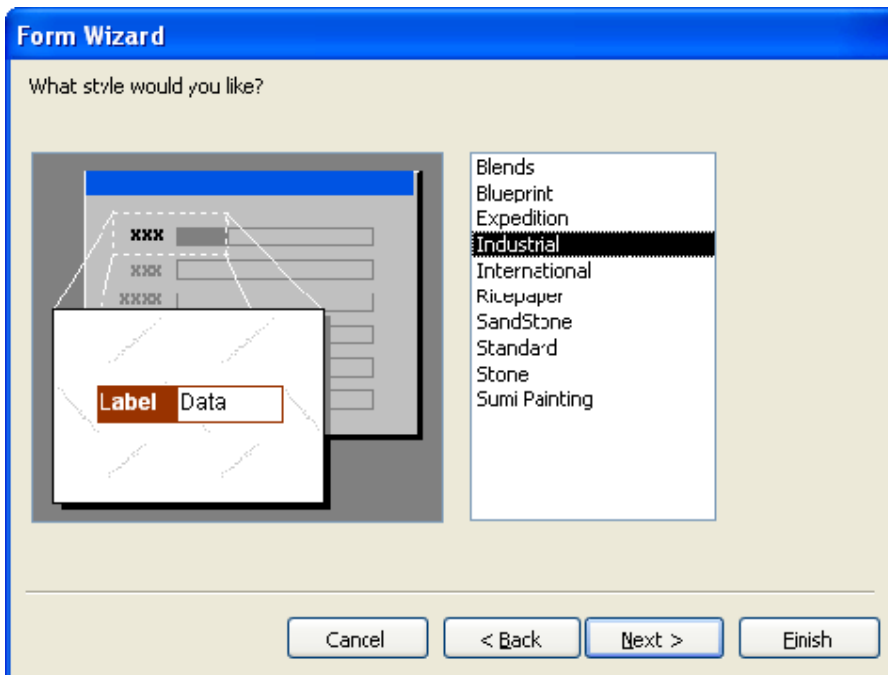 Form Wizard
What style would you like?
xxx
xxx
xxxx
Label Data
Blends
Blueprint
Expedition
Industrial
International
Ricepaper
SandStone
Standard
Stone
Sumi Painting
Cancel < Back Next > Finish